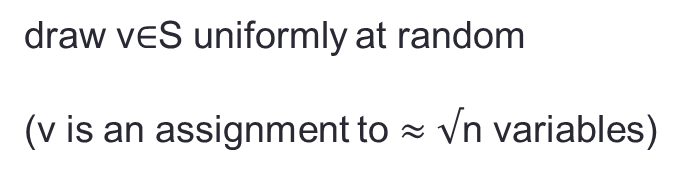 draw v∈S uniformly at random
(v is an assignment to ≈ √n variables)